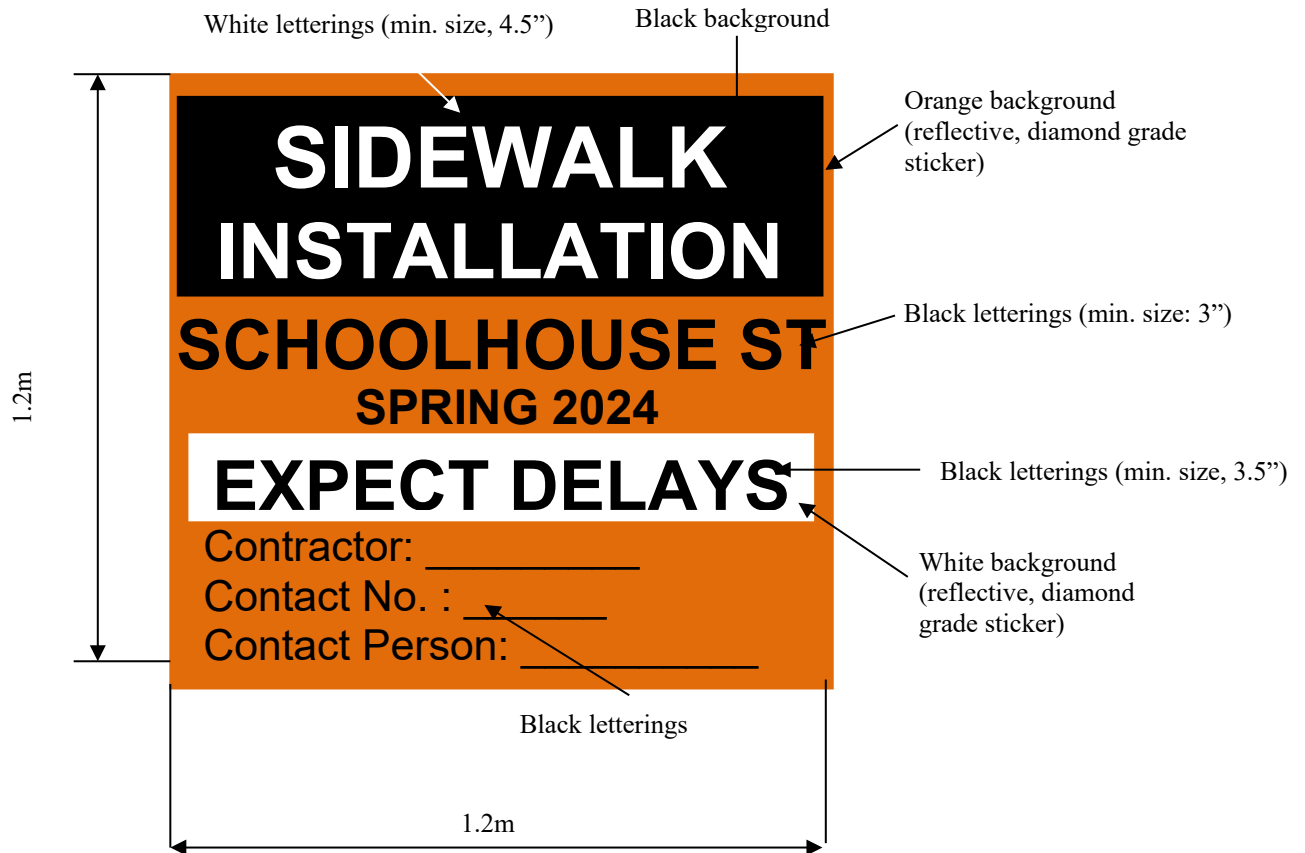 White letterings (min. size, 4.5”)
Black background
Orange background
(reflective, diamond grade
sticker)
SIDEWALK
INSTALLATION
SCHOOLHOUSE ST
Black letterings (min. size: 3”)
1.2m
SPRING 2024
EXPECT DELAYS
Black letterings (min. size, 3.5”)
Contractor: _________
Contact No. : ______
Contact Person: __________
White background
(reflective, diamond
grade sticker)
Black letterings
1.2m